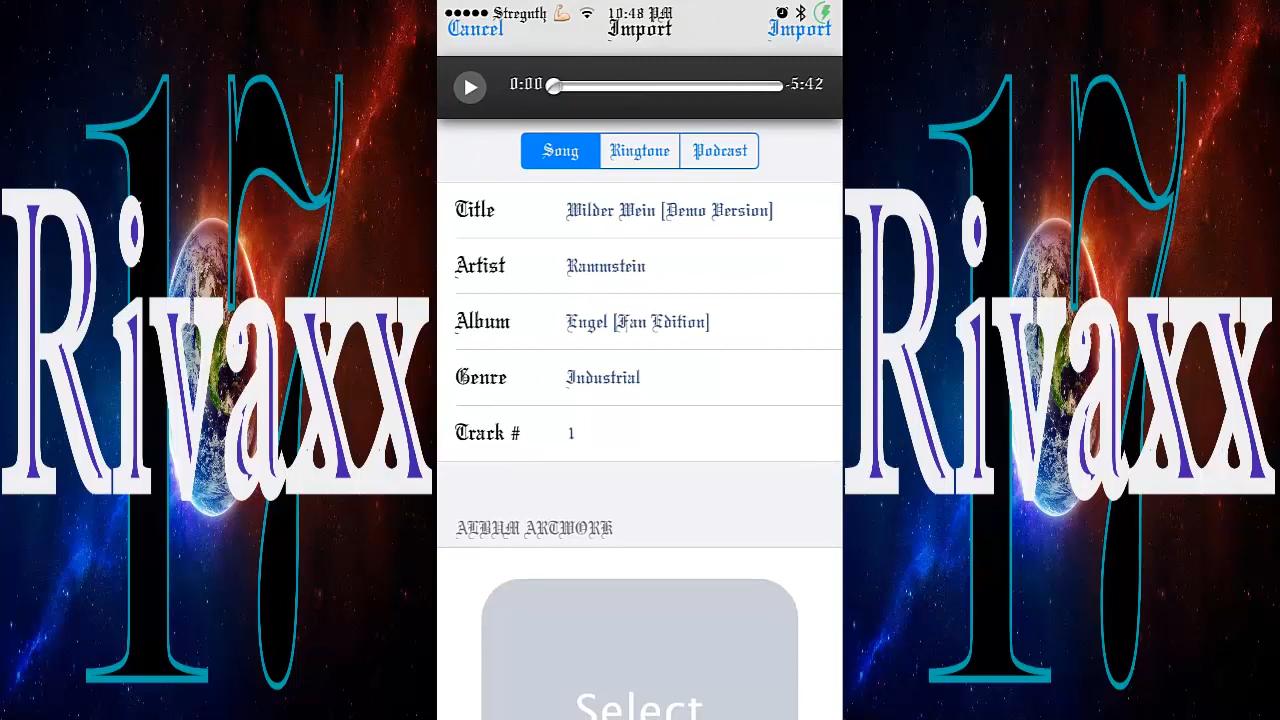 17
Rivaxx
Stregnth 💪 10:48 PM
Cancel Import Import
0:00 -5:42
Song Ringtone Podcast
Title Wilder Wein [Demo Version]
Artist Rammstein
Album Engel [Fan Edition]
Genre Industrial
Track # 1
ALBUM ARTWORK
Select
17
Rivaxx